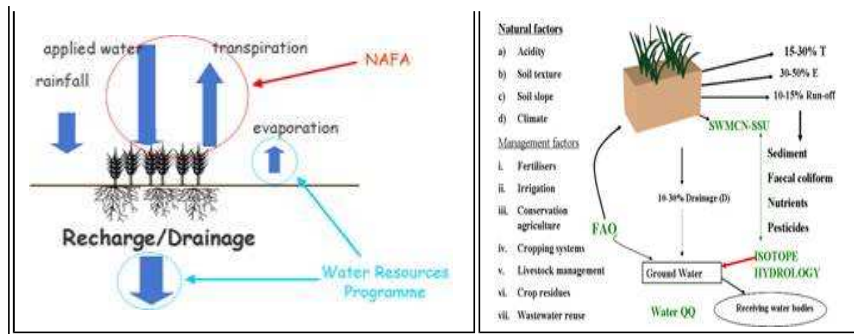 applied water
transpiration
rainfall
NAFA
evaporation
Recharge/Drainage
Water Resources
Programme
Natural factors
a) Acidity
b) Soil texture
c) Soil slope
d) Climate
Management factors
i. Fertilisers
ii. Irrigation
iii. Conservation
agriculture
iv. Cropping systems
v. Livestock management
vi. Crop residues
vii. Wastewater reuse
15-30% T
30-50% E
10-15% Run-off
SWMCN-SSU
Sediment
Faecal coliform
Nutrients
Pesticides
10-30% Drainage (D)
FAO
ISOTOPE
HYDROLOGY
Ground Water
Water QQ
Receiving water bodies